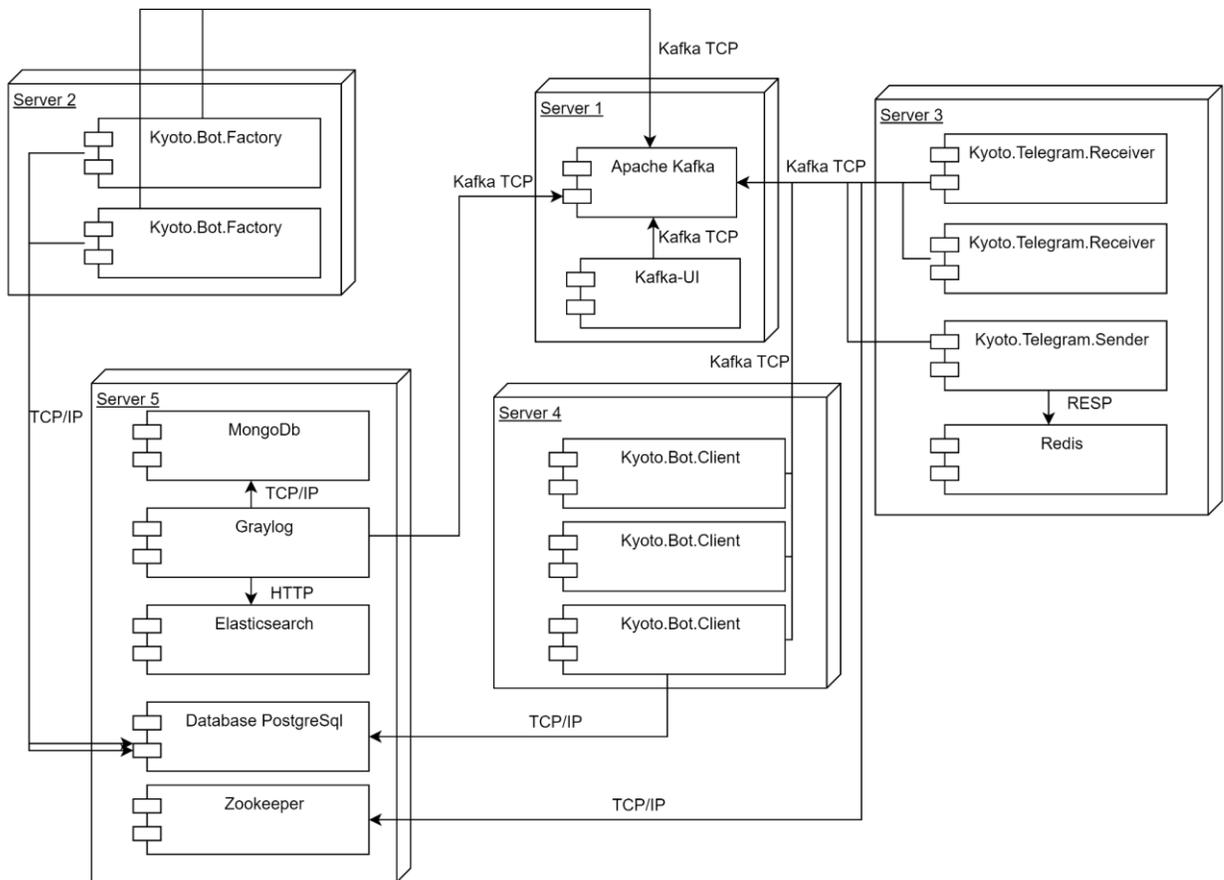 Kafka TCP
Server 2
Kyoto.Bot.Factory
Kyoto.Bot.Factory
TCP/IP
Server 1
Apache Kafka
Kafka TCP
Kafka TCP
Kafka-UI
Kafka TCP
Server 3
Kyoto.Telegram.Receiver
Kyoto.Telegram.Receiver
Kyoto.Telegram.Sender
RESP
Redis
Kafka TCP
Server 5
MongoDb
TCP/IP
Graylog
HTTP
Elasticsearch
Database PostgreSql
Zookeeper
Server 4
Kyoto.Bot.Client
Kyoto.Bot.Client
Kyoto.Bot.Client
TCP/IP
TCP/IP